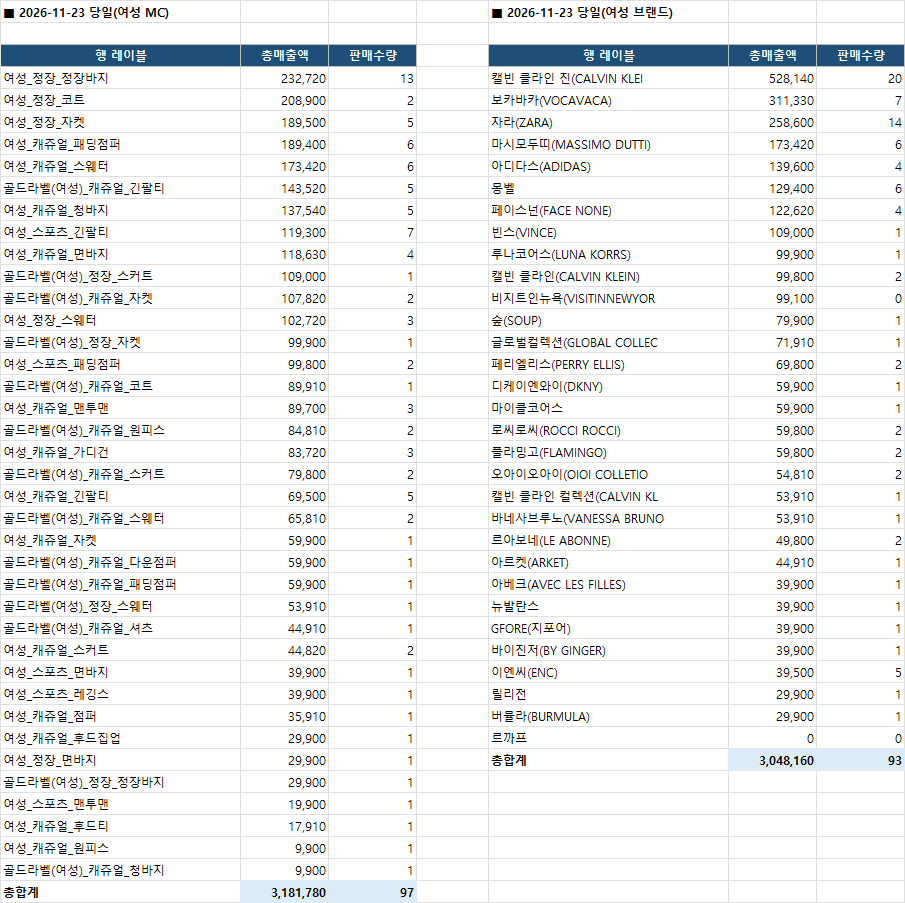 ■ 2026-11-23 당일(여성 MC)
행 레이블 총매출액 판매수량
여성_정장_정장바지 232,720 13
여성_정장_코트 208,900 2
여성_정장_자켓 189,500 5
여성_캐쥬얼_패딩점퍼 189,400 6
여성_캐쥬얼_스웨터 173,420 6
골드라벨(여성)_캐쥬얼_긴팔티 143,520 5
여성_캐쥬얼_청바지 137,540 5
여성_스포츠_긴팔티 119,300 7
여성_캐쥬얼_면바지 118,630 4
골드라벨(여성)_정장_스커트 109,000 1
골드라벨(여성)_캐쥬얼_자켓 107,820 2
여성_정장_스웨터 102,720 3
골드라벨(여성)_정장_자켓 99,900 1
여성_스포츠_패딩점퍼 99,800 2
골드라벨(여성)_캐쥬얼_코트 89,910 1
여성_캐쥬얼_맨투맨 89,700 3
골드라벨(여성)_캐쥬얼_원피스 84,810 2
여성_캐쥬얼_가디건 83,720 3
골드라벨(여성)_캐쥬얼_스커트 79,800 2
여성_캐쥬얼_긴팔티 69,500 5
골드라벨(여성)_캐쥬얼_스웨터 65,810 2
여성_캐쥬얼_자켓 59,900 1
골드라벨(여성)_캐쥬얼_다운점퍼 59,900 1
골드라벨(여성)_캐쥬얼_패딩점퍼 59,900 1
골드라벨(여성)_정장_스웨터 53,910 1
골드라벨(여성)_캐쥬얼_셔츠 44,910 1
여성_캐쥬얼_스커트 44,820 2
여성_스포츠_면바지 39,900 1
여성_스포츠_레깅스 39,900 1
여성_캐쥬얼_점퍼 35,910 1
여성_캐쥬얼_후드집업 29,900 1
여성_정장_면바지 29,900 1
골드라벨(여성)_정장_정장바지 29,900 1
여성_스포츠_맨투맨 19,900 1
여성_캐쥬얼_후드티 17,910 1
여성_캐쥬얼_원피스 9,900 1
골드라벨(여성)_캐쥬얼_청바지 9,900 1
총합계 3,181,780 97
■ 2026-11-23 당일(여성 브랜드)
행 레이블 총매출액 판매수량
캘빈 클라인 진(CALVIN KLEI 528,140 20
보카바카(VOCAVACA) 311,330 7
자라(ZARA) 258,600 14
마시모두띠(MASSIMO DUTTI) 173,420 6
아디다스(ADIDAS) 139,600 4
몽벨 129,400 6
페이스넌(FACE NONE) 122,620 4
빈스(VINCE) 109,000 1
루나코어스(LUNA KORRS) 99,900 1
캘빈 클라인(CALVIN KLEIN) 99,800 2
비지트인뉴욕(VISITINNEWYOR 99,100 0
숲(SOUP) 79,900 1
글로벌컬렉션(GLOBAL COLLEC 71,910 1
페리엘리스(PERRY ELLIS) 69,800 2
디케이엔와이(DKNY) 59,900 1
마이클코어스 59,900 1
로씨로씨(ROCCI ROCCI) 59,800 2
플라밍고(FLAMINGO) 59,800 2
오아이오아이(OIOI COLLETIO 54,810 2
캘빈 클라인 컬렉션(CALVIN KL 53,910 1
바네사브루노(VANESSA BRUNO 53,910 1
르아보네(LE ABONNE) 49,800 2
아르켓(ARKET) 44,910 1
아베크(AVEC LES FILLES) 39,900 1
뉴발란스 39,900 1
GFORE(지포어) 39,900 1
바이진저(BY GINGER) 39,900 1
이엔씨(ENC) 39,500 5
릴리전 29,900 1
버뮬라(BURMULA) 29,900 1
르까프 0 0
총합계 3,048,160 93